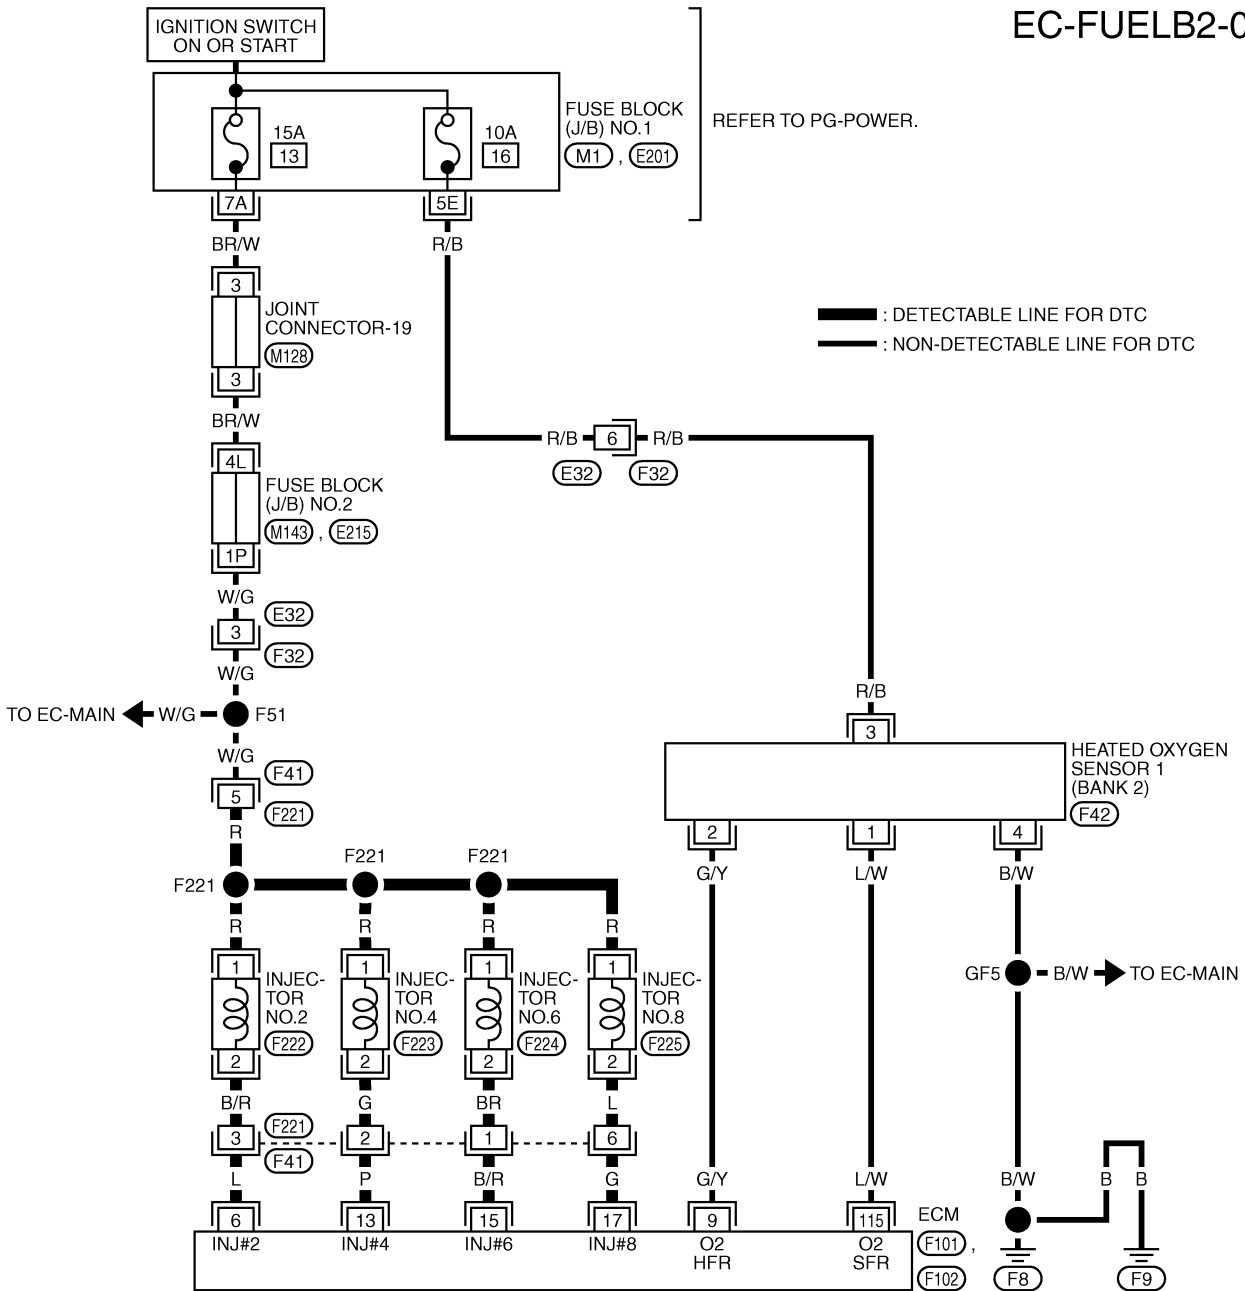 EC-FUELB2-0
IGNITION SWITCH
ON OR START
15A
13
10A
16
FUSE BLOCK
(J/B) NO.1
M1 , E201
REFER TO PG-POWER.
7A
5E
BR/W
R/B
3
JOINT
CONNECTOR-19
M128
3
: DETECTABLE LINE FOR DTC
: NON-DETECTABLE LINE FOR DTC
BR/W
R/B 6 R/B
E32 F32
4L
FUSE BLOCK
(J/B) NO.2
M143 , E215
1P
W/G
E32
3
F32
W/G
TO EC-MAIN W/G F51
W/G
F41
5
F221
R
R/B
3
HEATED OXYGEN
SENSOR 1
(BANK 2)
F42
2 1 4
G/Y L/W B/W
F221 F221
F221
R R R R
1 1 1 1
INJEC-
TOR
NO.2
F222
INJEC-
TOR
NO.4
F223
INJEC-
TOR
NO.6
F224
INJEC-
TOR
NO.8
F225
GF5 B/W TO EC-MAIN
2 2 2 2
B/R G BR L
F221
3 2 1 6
F41
L P B/R G G/Y L/W B/W B B
6 13 15 17 9 115
ECM
F101 ,
F102
INJ#2 INJ#4 INJ#6 INJ#8
O2
HFR
O2
SFR
F8 F9